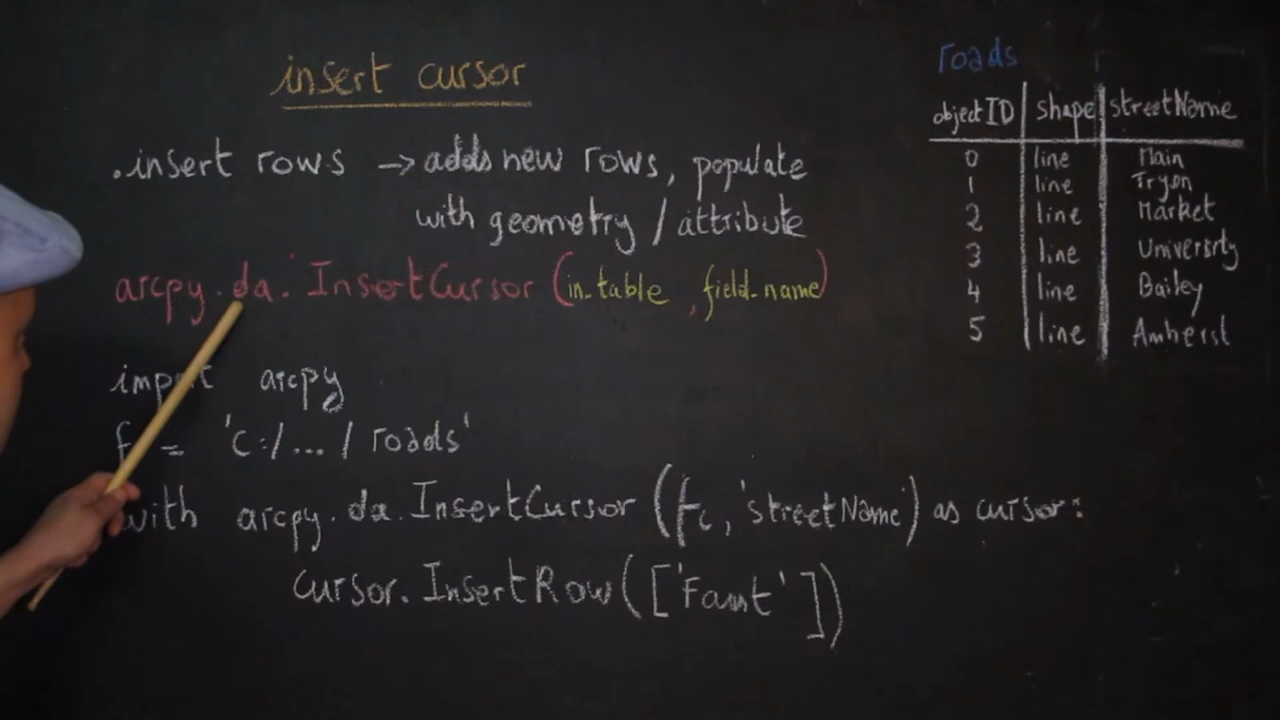 insert cursor
.insert rows → adds new rows, populate
with geometry / attribute
arcpy.da.InsertCursor (in_table , field_name)
import arcpy
f = 'c:/.../roads'
with arcpy.da.InsertCursor (fc, 'streetName) as cursor:
cursor.InsertRow(['Faunt'])
roads
objectID shape streetName
0 line Main
1 line Tryon
2 line Market
3 line University
4 line Bailey
5 line Amherst